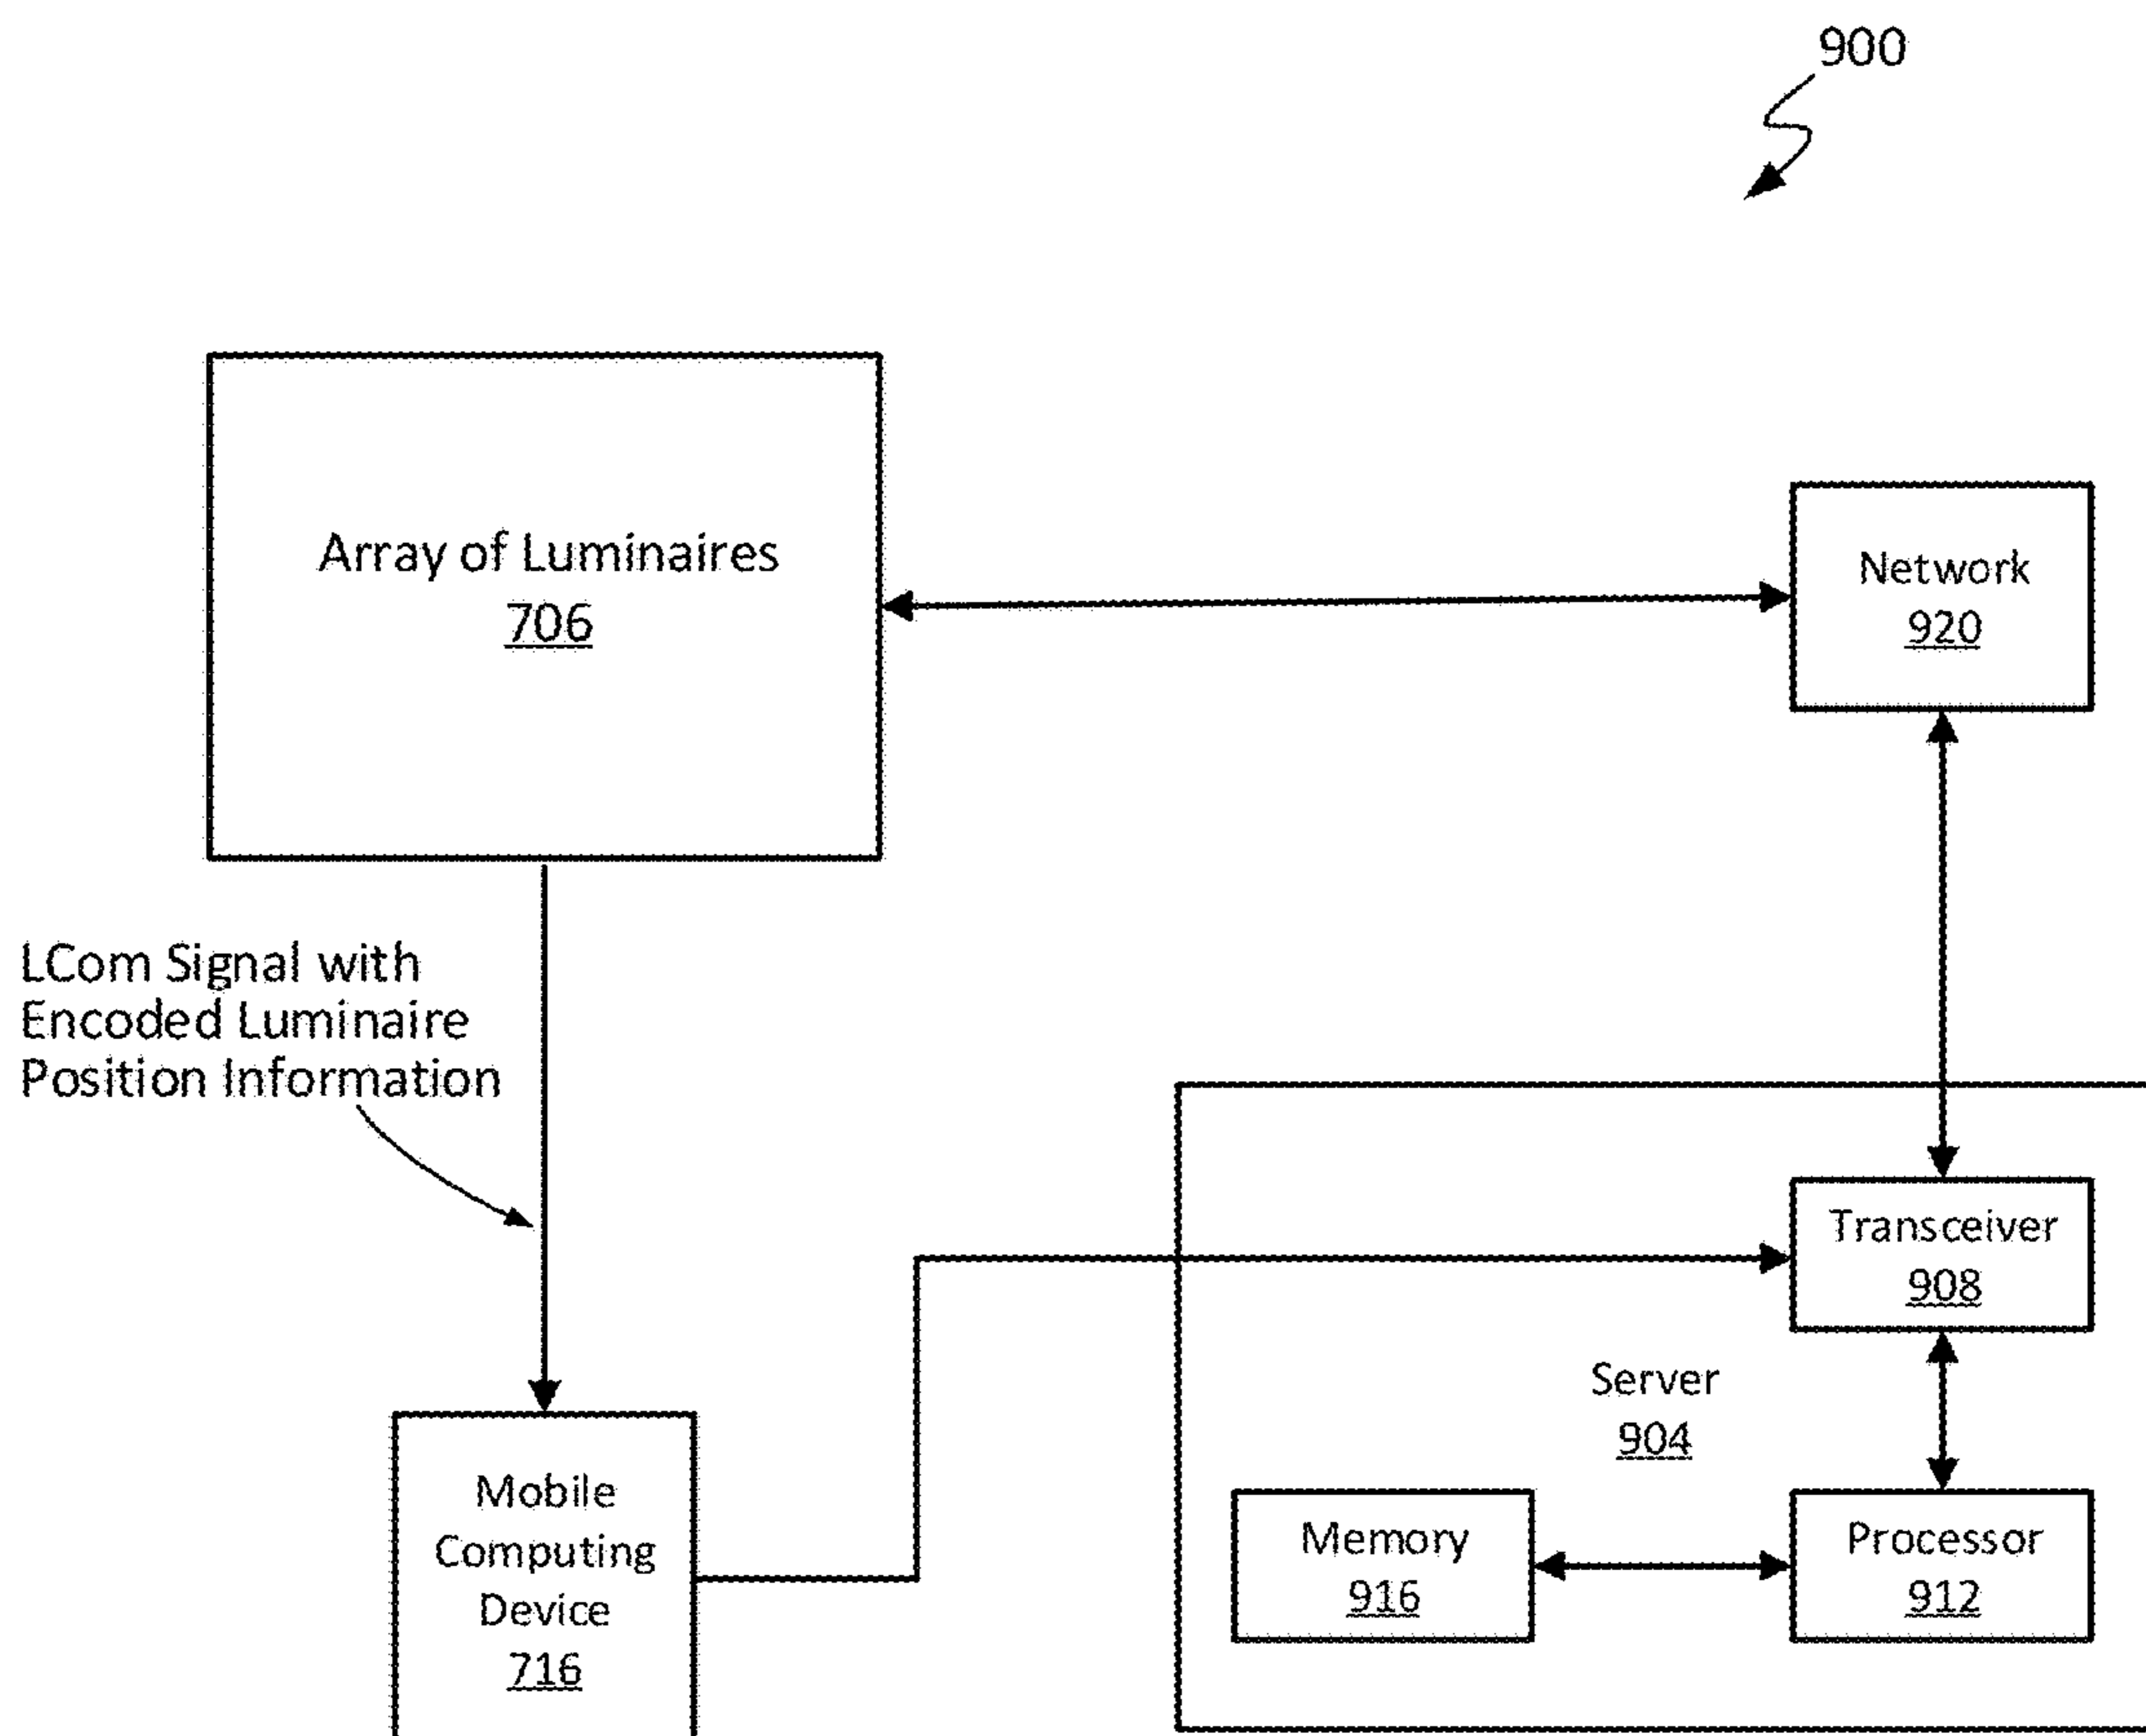 900
Array of Luminaires
706
Network
920
LCom Signal with
Encoded Luminaire
Position Information
Transceiver
908
Server
904
Mobile
Computing
Device
716
Memory
916
Processor
912